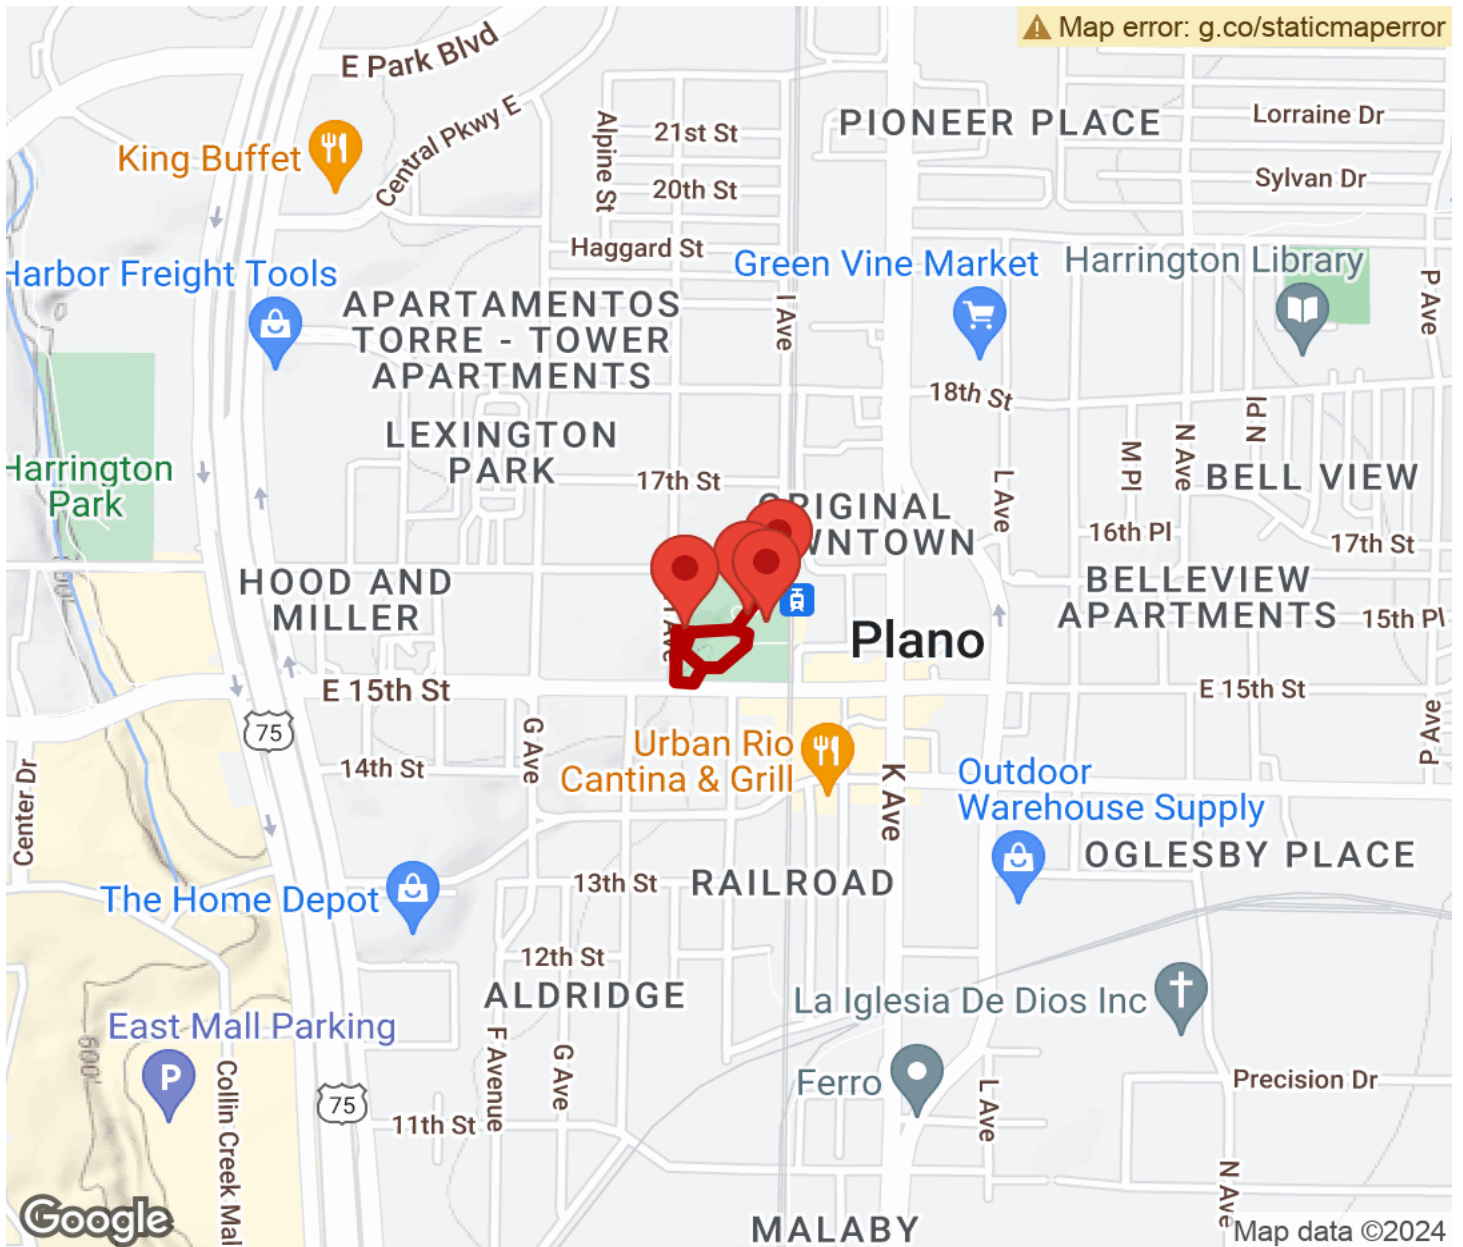 Map error: g.co/staticmaperror
E Park Blvd
Central Pkwy E
King Buffet
Alpine St
21st St
20th St
Haggard St
PIONEER PLACE
Lorraine Dr
Sylvan Dr
Green Vine Market
Harrington Library
P Ave
I Ave
Harbor Freight Tools
APARTAMENTOS
TORRE - TOWER
APARTMENTS
18th St
LEXINGTON
PARK
17th St
L Ave
M Pl
N Ave
N Pl
BELL VIEW
Harrington
Park
16th Pl
17th St
HOOD AND
MILLER
BELLEVIEW
APARTMENTS
15th Pl
Plano
E 15th St
E 15th St
75
G Ave
14th St
Urban Rio
Cantina & Grill
K Ave
Outdoor
Warehouse Supply
P Ave
Center Dr
OGLESBY PLACE
The Home Depot
13th St
RAILROAD
12th St
ALDRIDGE
La Iglesia De Dios Inc
East Mall Parking
P
600'
F Avenue
G Ave
Ferro
L Ave
Precision Dr
75
11th St
Collin Creek Mal
N Ave
MALABY
Google
Map data ©2024